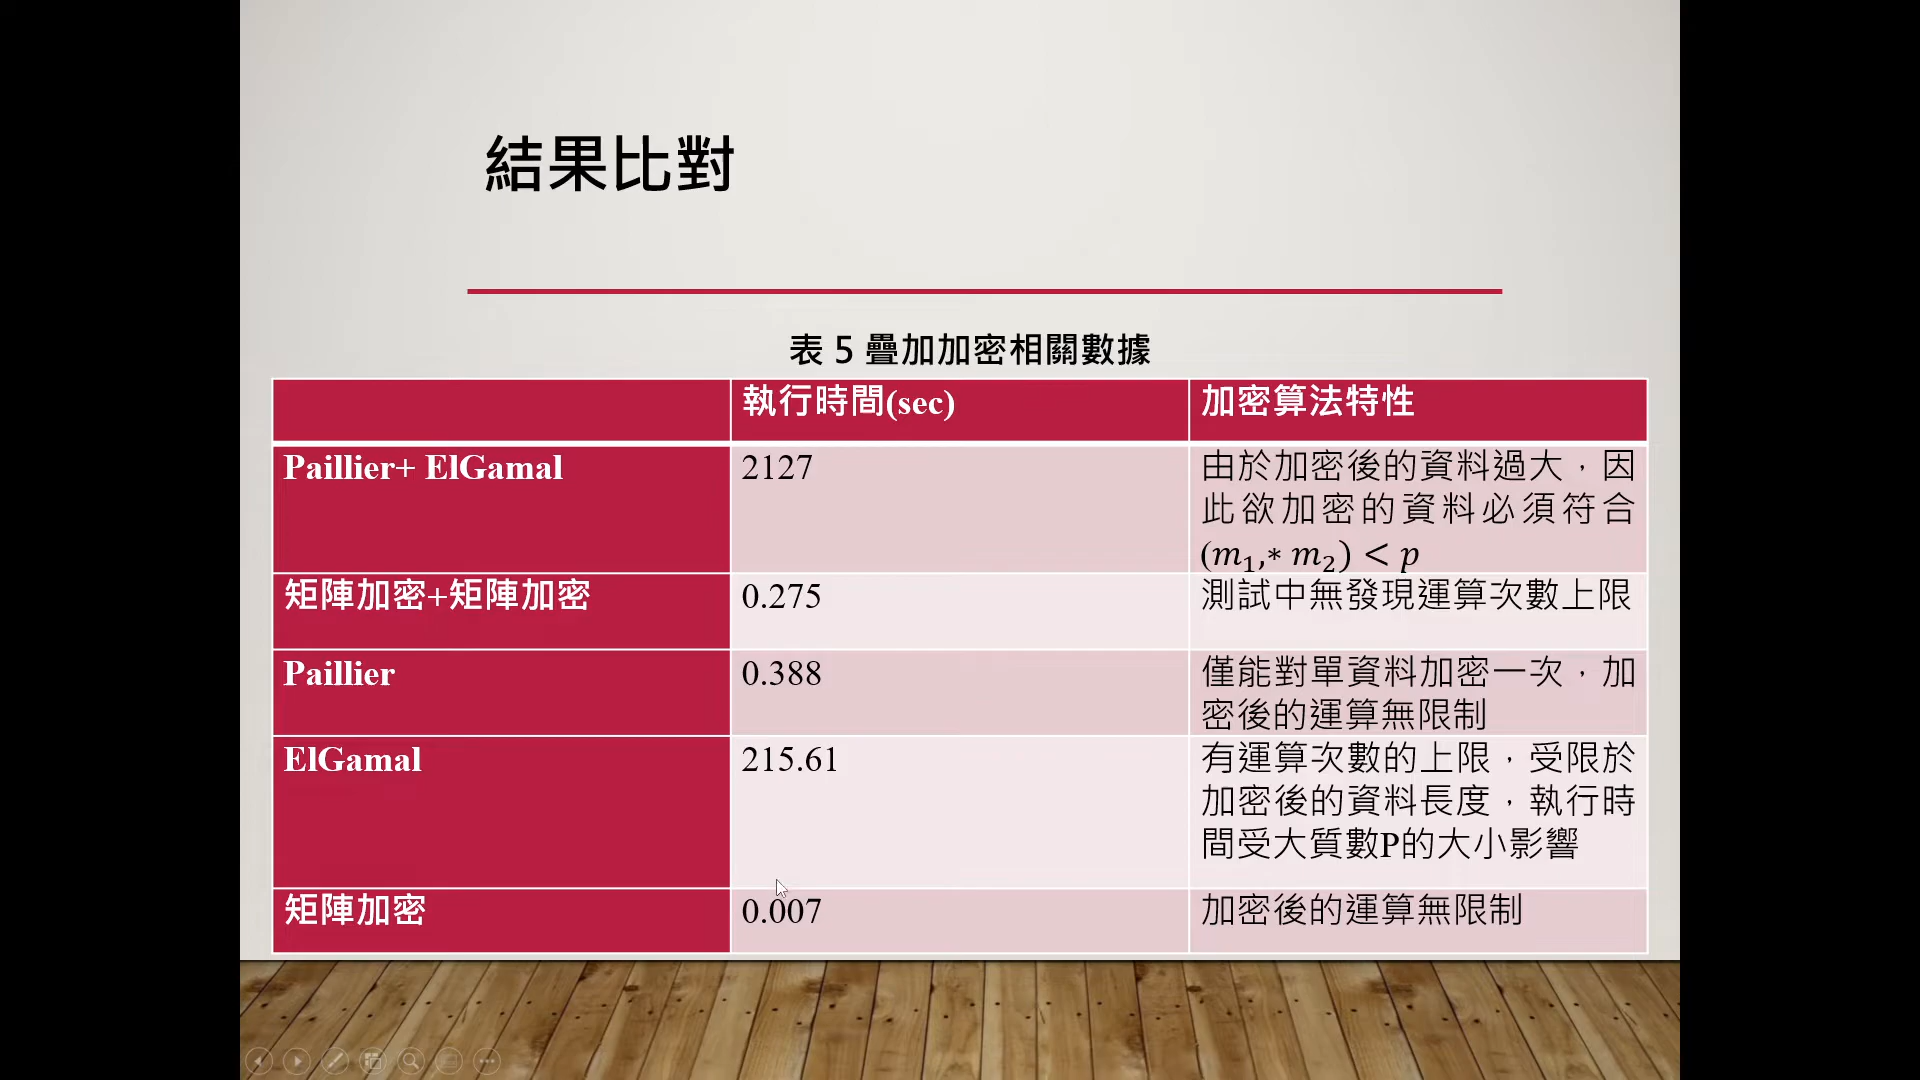 結果比對
表 5 疊加加密相關數據
執行時間(sec)
加密算法特性
Paillier+ ElGamal
2127
由於加密後的資料過大，因
此欲加密的資料必須符合
(m₁,∗ m₂) < p
矩陣加密+矩陣加密
0.275
測試中無發現運算次數上限
Paillier
0.388
僅能對單資料加密一次，加
密後的運算無限制
ElGamal
215.61
有運算次數的上限，受限於
加密後的資料長度，執行時
間受大質數P的大小影響
矩陣加密
0.007
加密後的運算無限制